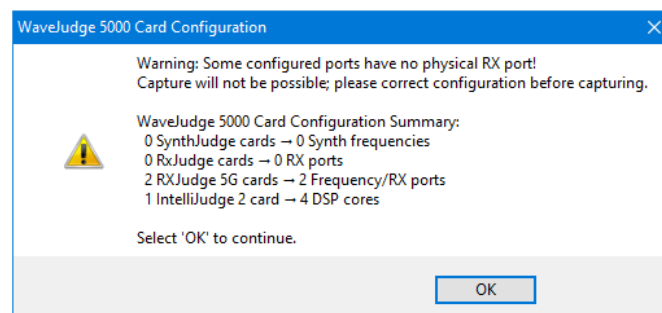 WaveJudge 5000 Card Configuration
Warning: Some configured ports have no physical RX port!
Capture will not be possible; please correct configuration before capturing.
WaveJudge 5000 Card Configuration Summary:
0 SynthJudge cards → 0 Synth frequencies
0 RxJudge cards → 0 RX ports
2 RXJudge 5G cards → 2 Frequency/RX ports
1 IntelliJudge 2 card → 4 DSP cores
Select 'OK' to continue.
OK